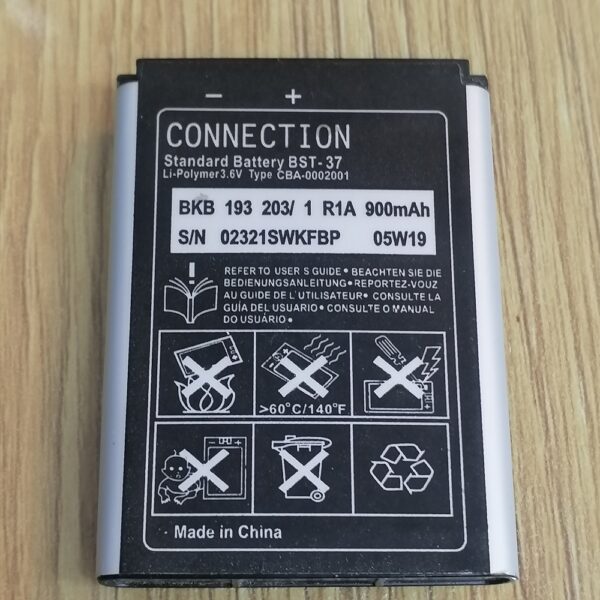 − +
CONNECTION
Standard Battery BST-37
Li-Polymer3.6V Type CBA-0002001
BKB 193 203/ 1 R1A 900mAh
S/N 02321SWKFBP 05W19
REFER TO USER S GUIDE • BEACHTEN SIE DIE
BEDIENUNGSANLEITUNG • REPORTEZ-VOUZ
AU GUIDE DE L'UTILISATEUR • CONSULTE LA
GUÍA DEL USUARIO • CONSULTE O MANUAL
DO USUÁRIO •
>60°C/140°F
Made in China